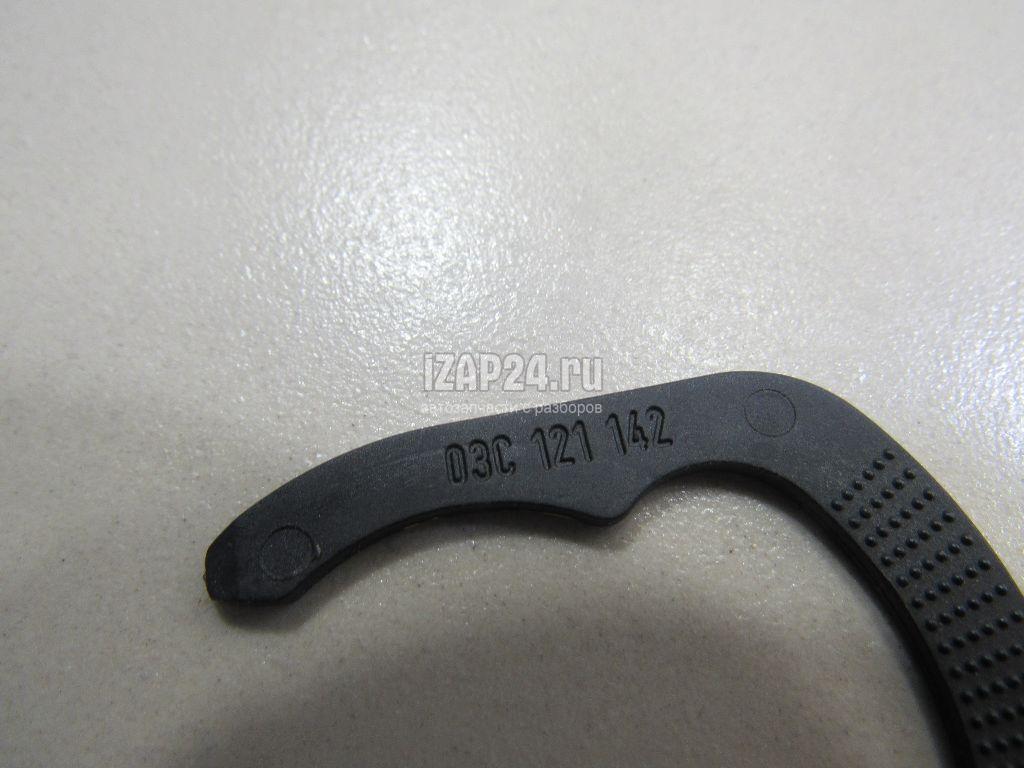 iZAP24.ru
автозапчасти с разборов
03C 121 142